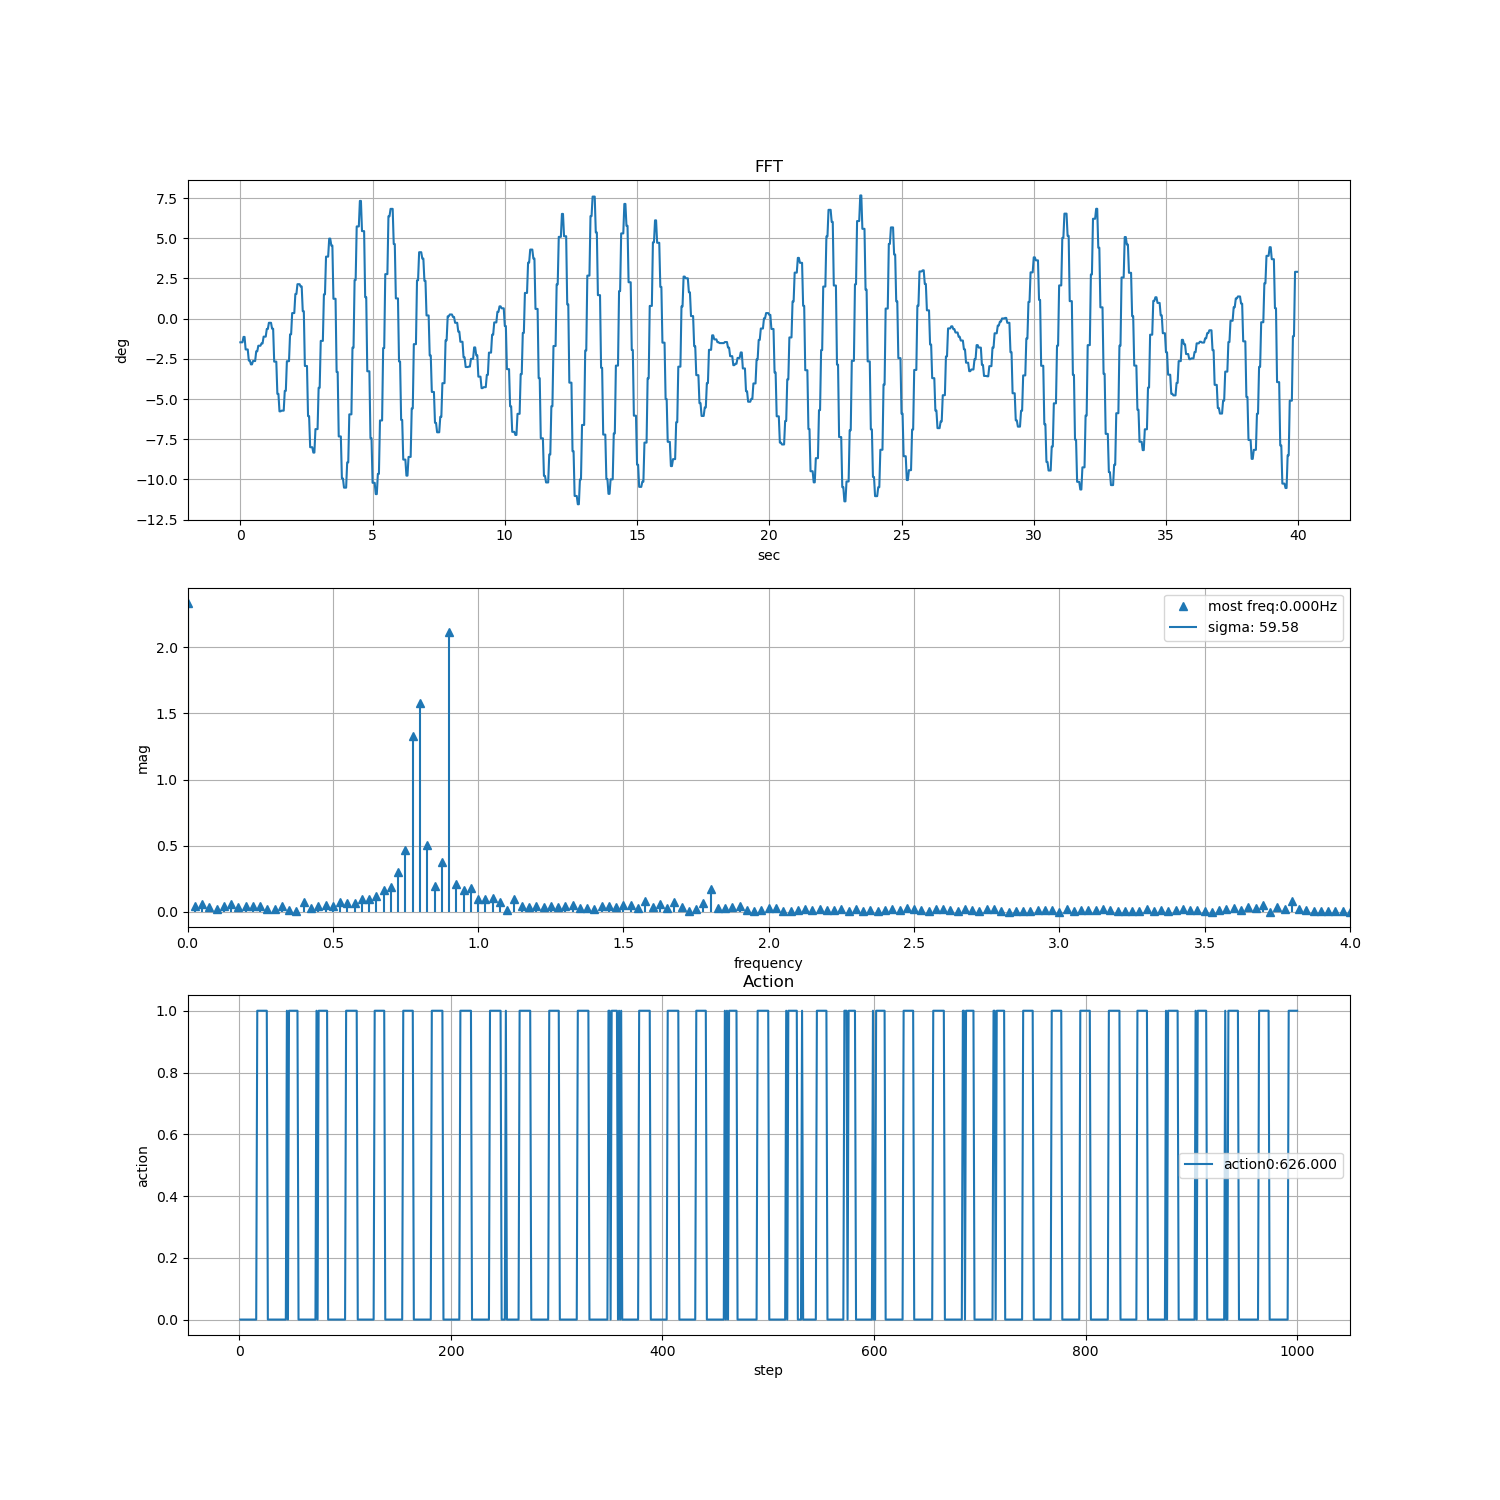 FFT
7.5
5.0
2.5
0.0
−2.5
−5.0
−7.5
−10.0
−12.5
deg
0 5 10 15 20 25 30 35 40
sec
most freq:0.000Hz
sigma: 59.58
2.0
1.5
1.0
0.5
0.0
mag
0.0 0.5 1.0 1.5 2.0 2.5 3.0 3.5 4.0
frequency
Action
1.0
0.8
0.6
0.4
0.2
0.0
action
action0:626.000
0 200 400 600 800 1000
step